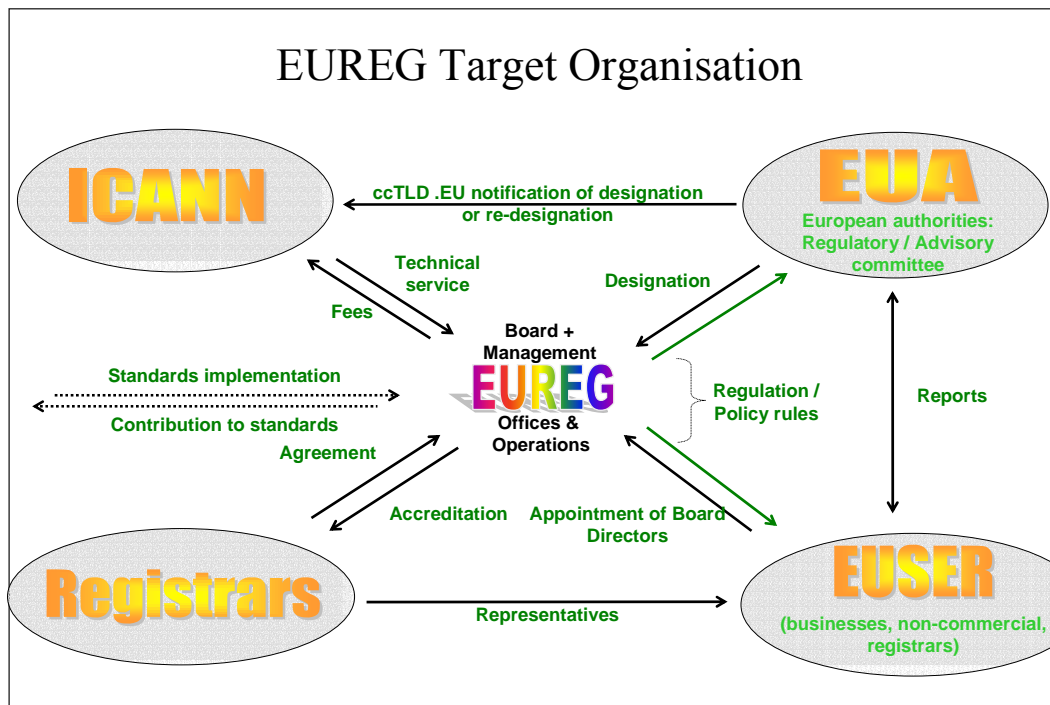 EUREG Target Organisation
ICANN
EUA
European authorities:
Regulatory / Advisory
committee
ccTLD .EU notification of designation
or re-designation
Technical
service
Fees
Designation
Board +
Management
EUREG
Offices &
Operations
Regulation /
Policy rules
Reports
Standards implementation
Contribution to standards
Agreement
Accreditation
Appointment of Board
Directors
Registrars
Representatives
EUSER
(businesses, non-commercial,
registrars)